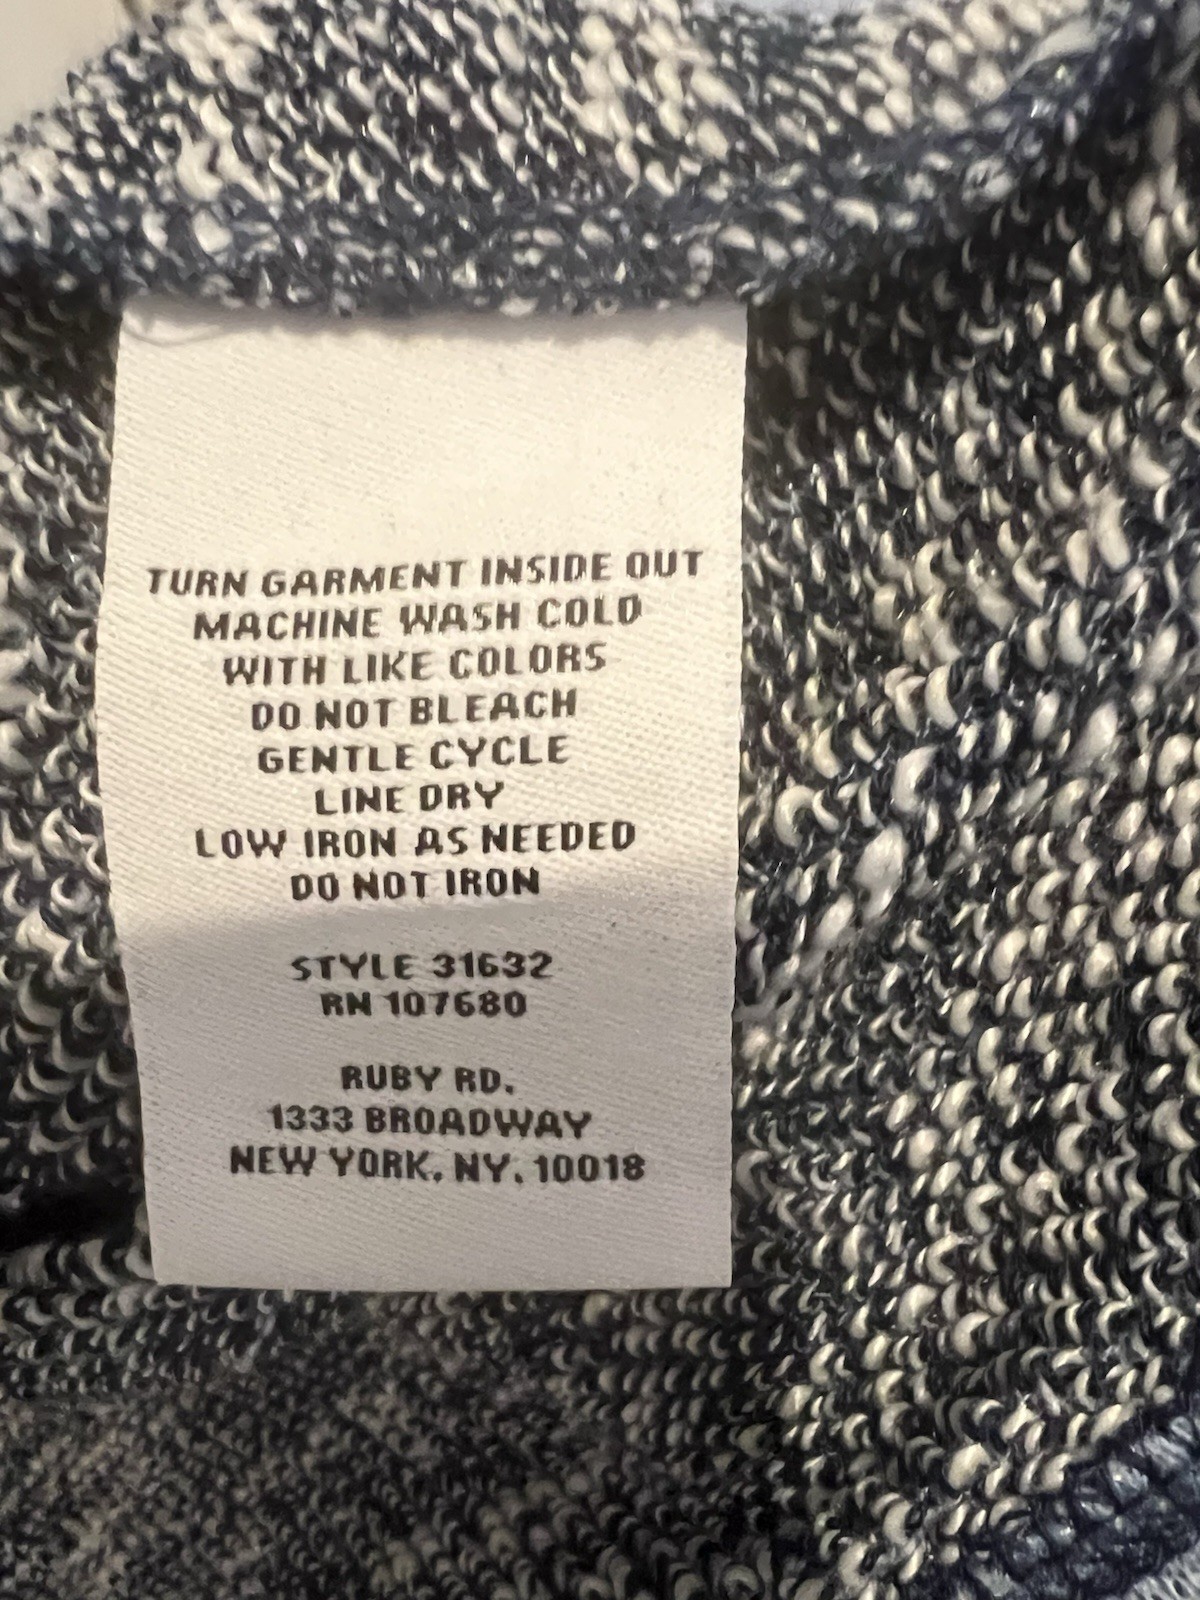 TURN GARMENT INSIDE OUT
MACHINE WASH COLD
WITH LIKE COLORS
DO NOT BLEACH
GENTLE CYCLE
LINE DRY
LOW IRON AS NEEDED
DO NOT IRON
STYLE 31632
RN 107680
RUBY RD.
1333 BROADWAY
NEW YORK, NY. 10018